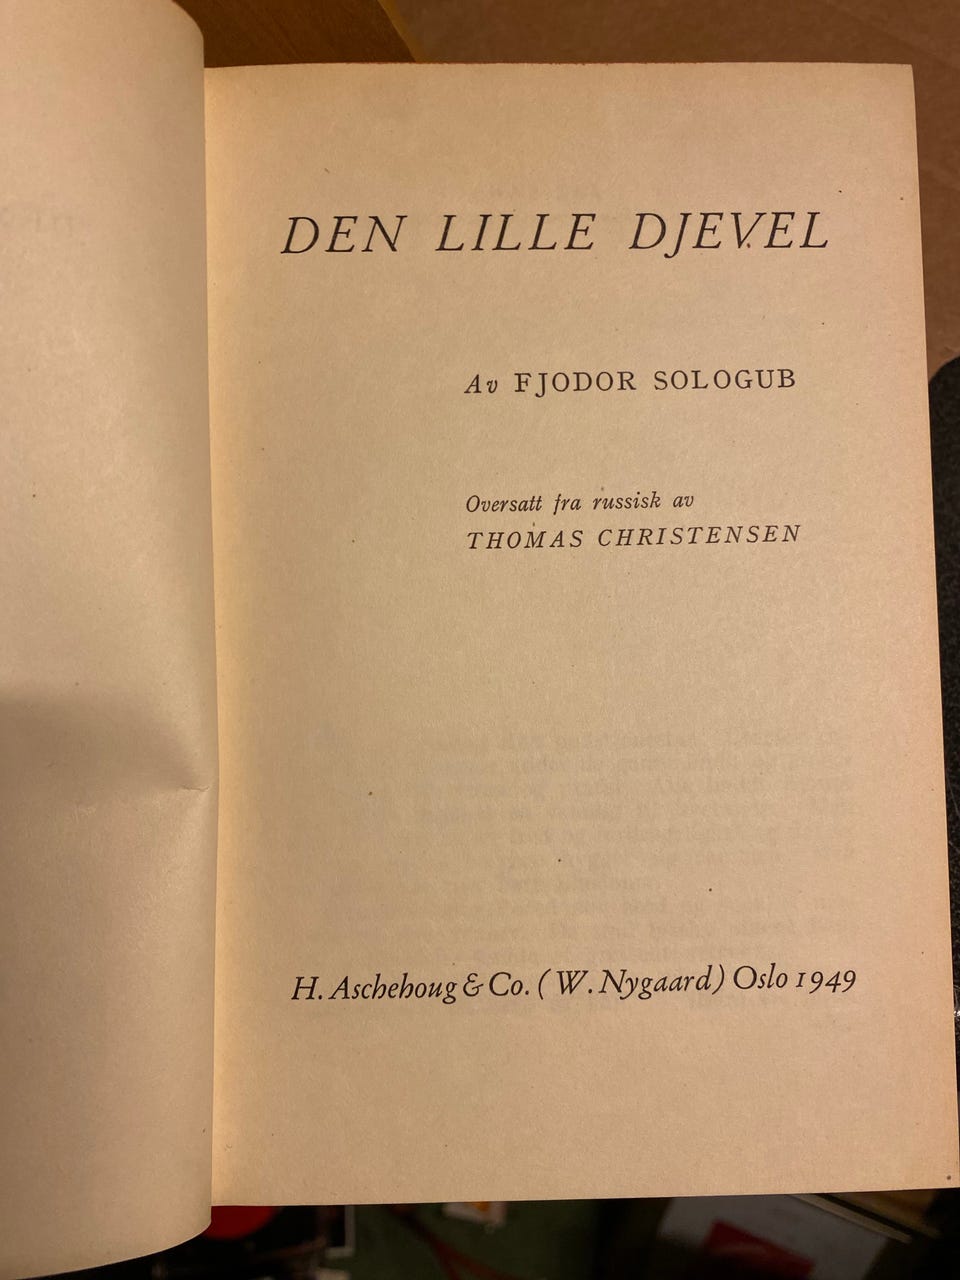 DEN LILLE DJEVEL
Av FJODOR SOLOGUB
Oversatt fra russisk av
THOMAS CHRISTENSEN
H. Aschehoug & Co. (W. Nygaard) Oslo 1949